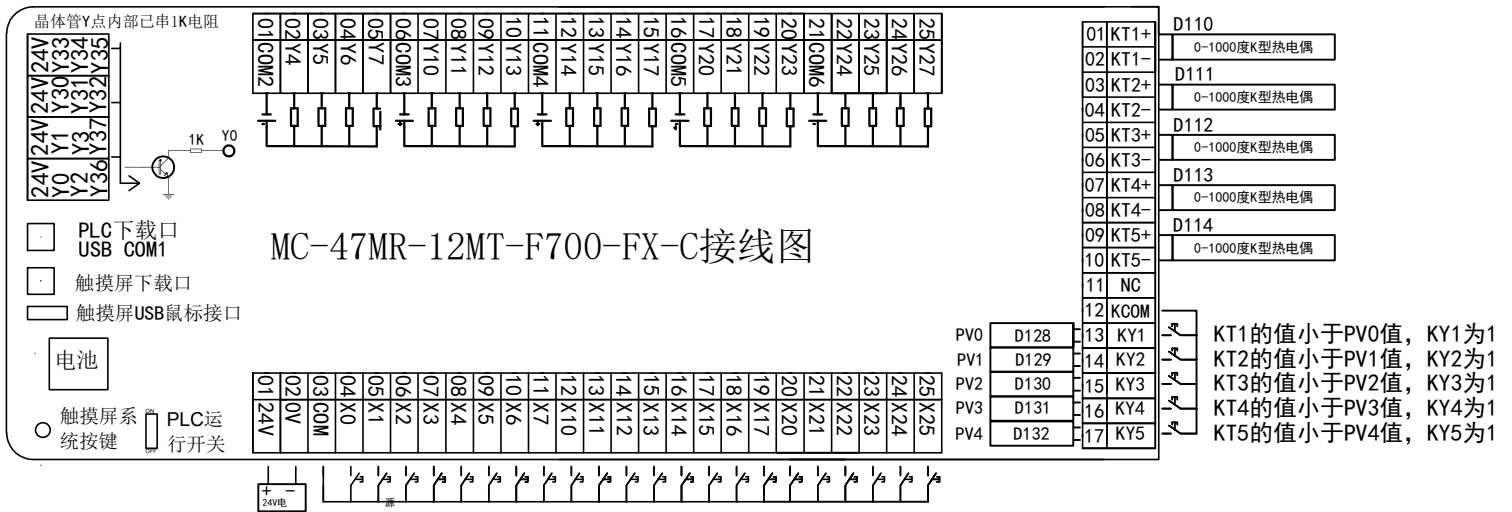 晶体管Y点内部已串1K电阻
24V Y33 Y34 Y35
24V Y30 Y31 Y32
24V Y1 Y3 Y37
24V Y0 Y2 Y36
1K
Y0
PLC下载口
USB COM1
触摸屏下载口
触摸屏USB鼠标接口
电池
触摸屏系
统按键
ON
OFF
PLC运
行开关
01 COM2
02 Y4
03 Y5
04 Y6
05 Y7
06 COM3
07 Y10
08 Y11
09 Y12
10 Y13
11 COM4
12 Y14
13 Y15
14 Y16
15 Y17
16 COM5
17 Y20
18 Y21
19 Y22
20 Y23
21 COM6
22 Y24
23 Y25
24 Y26
25 Y27
MC-47MR-12MT-F700-FX-C接线图
01 24V
02 0V
03 COM
04 X0
05 X1
06 X2
07 X3
08 X4
09 X5
10 X6
11 X7
12 X10
13 X11
14 X12
15 X13
16 X14
17 X15
18 X16
19 X17
20 X20
21 X21
22 X22
23 X23
24 X24
25 X25
+ −
24V电
源
01 KT1+
02 KT1-
03 KT2+
04 KT2-
05 KT3+
06 KT3-
07 KT4+
08 KT4-
09 KT5+
10 KT5-
11 NC
12 KCOM
13 KY1
14 KY2
15 KY3
16 KY4
17 KY5
D110
0-1000度K型热电偶
D111
0-1000度K型热电偶
D112
0-1000度K型热电偶
D113
0-1000度K型热电偶
D114
0-1000度K型热电偶
PV0 D128
PV1 D129
PV2 D130
PV3 D131
PV4 D132
KT1的值小于PV0值，KY1为1
KT2的值小于PV1值，KY2为1
KT3的值小于PV2值，KY3为1
KT4的值小于PV3值，KY4为1
KT5的值小于PV4值，KY5为1